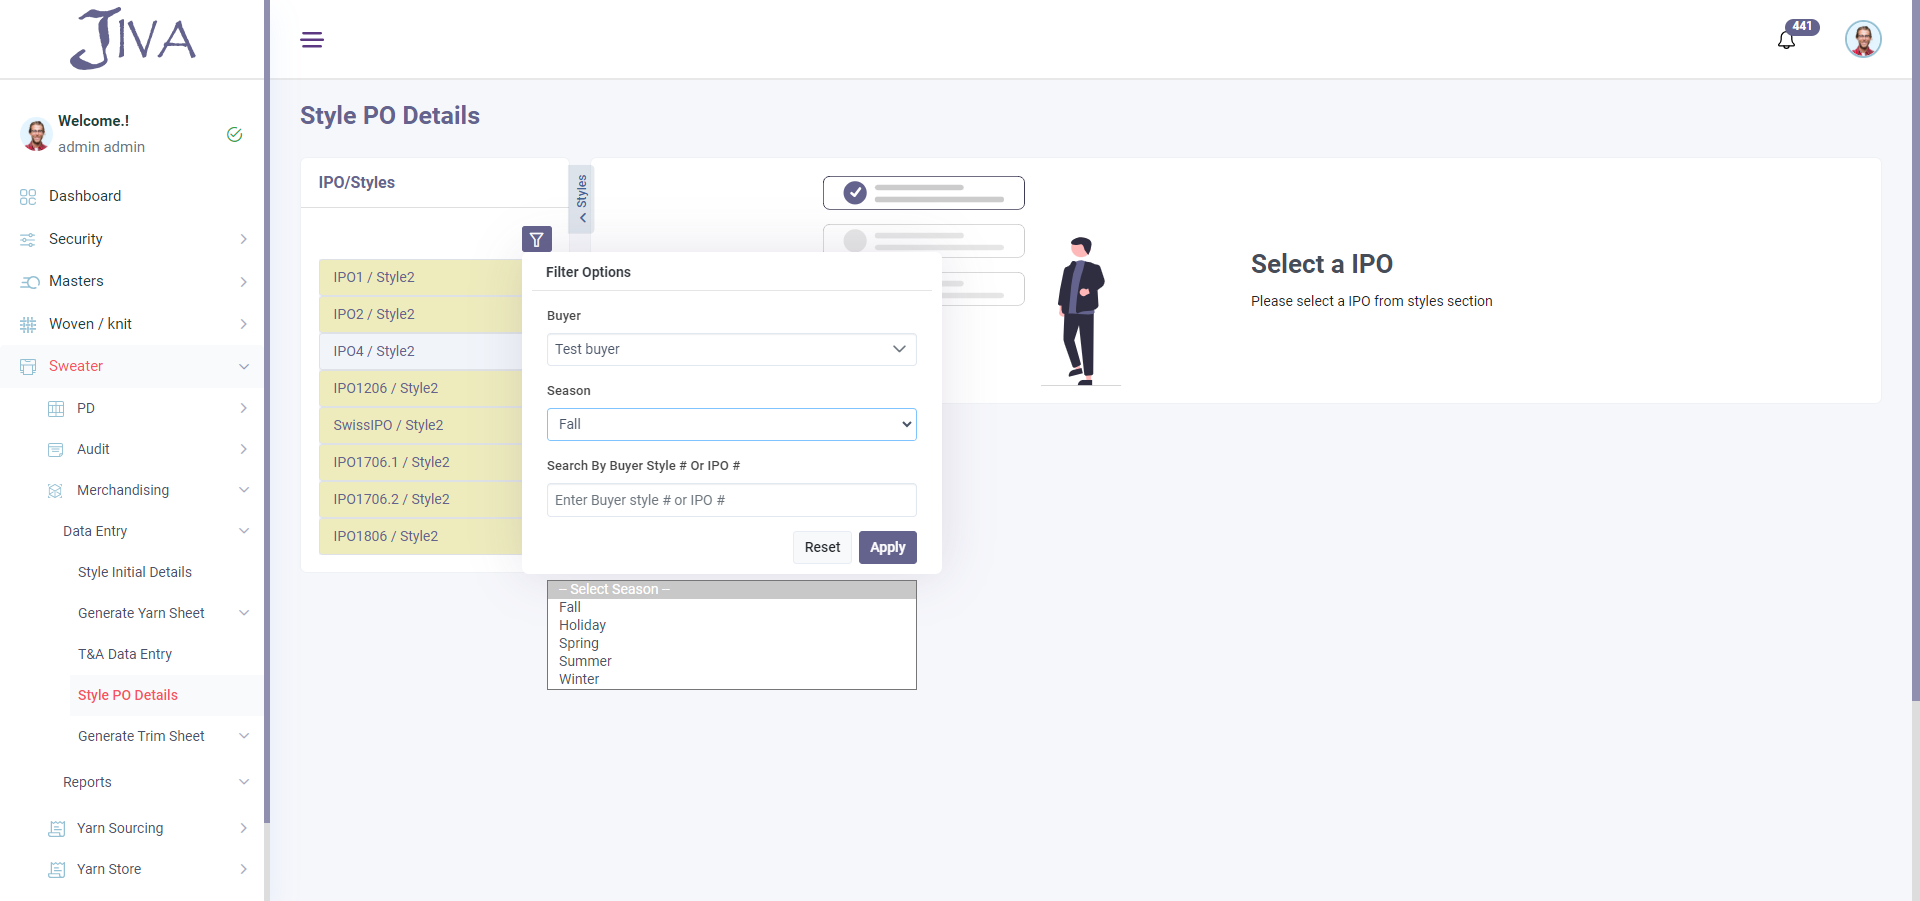 JIVA
441
Welcome.!
admin admin
Dashboard
Security
Masters
Woven / knit
Sweater
PD
Audit
Merchandising
Data Entry
Style Initial Details
Generate Yarn Sheet
T&A Data Entry
Style PO Details
Generate Trim Sheet
Reports
Yarn Sourcing
Yarn Store
Style PO Details
IPO/Styles
Styles
IPO1 / Style2
IPO2 / Style2
IPO4 / Style2
IPO1206 / Style2
SwissIPO / Style2
IPO1706.1 / Style2
IPO1706.2 / Style2
IPO1806 / Style2
Filter Options
Buyer
Test buyer
Season
Fall
Search By Buyer Style # Or IPO #
Enter Buyer style # or IPO #
Reset
Apply
-- Select Season --
Fall
Holiday
Spring
Summer
Winter
Select a IPO
Please select a IPO from styles section